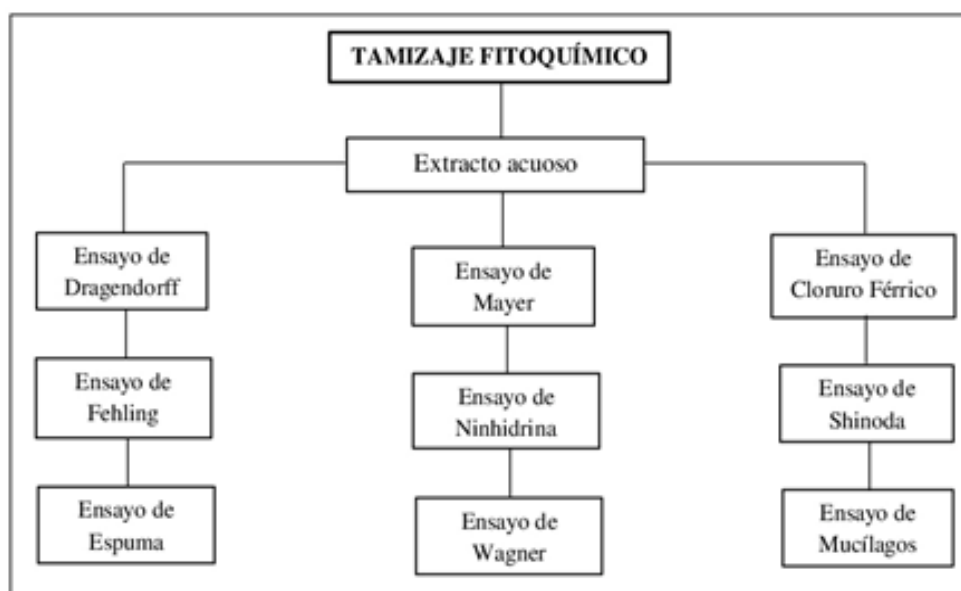 TAMIZAJE FITOQUÍMICO
Extracto acuoso
Ensayo de
Dragendorff
Ensayo de
Fehling
Ensayo de
Espuma
Ensayo de
Mayer
Ensayo de
Ninhidrina
Ensayo de
Wagner
Ensayo de
Cloruro Férrico
Ensayo de
Shinoda
Ensayo de
Mucílagos